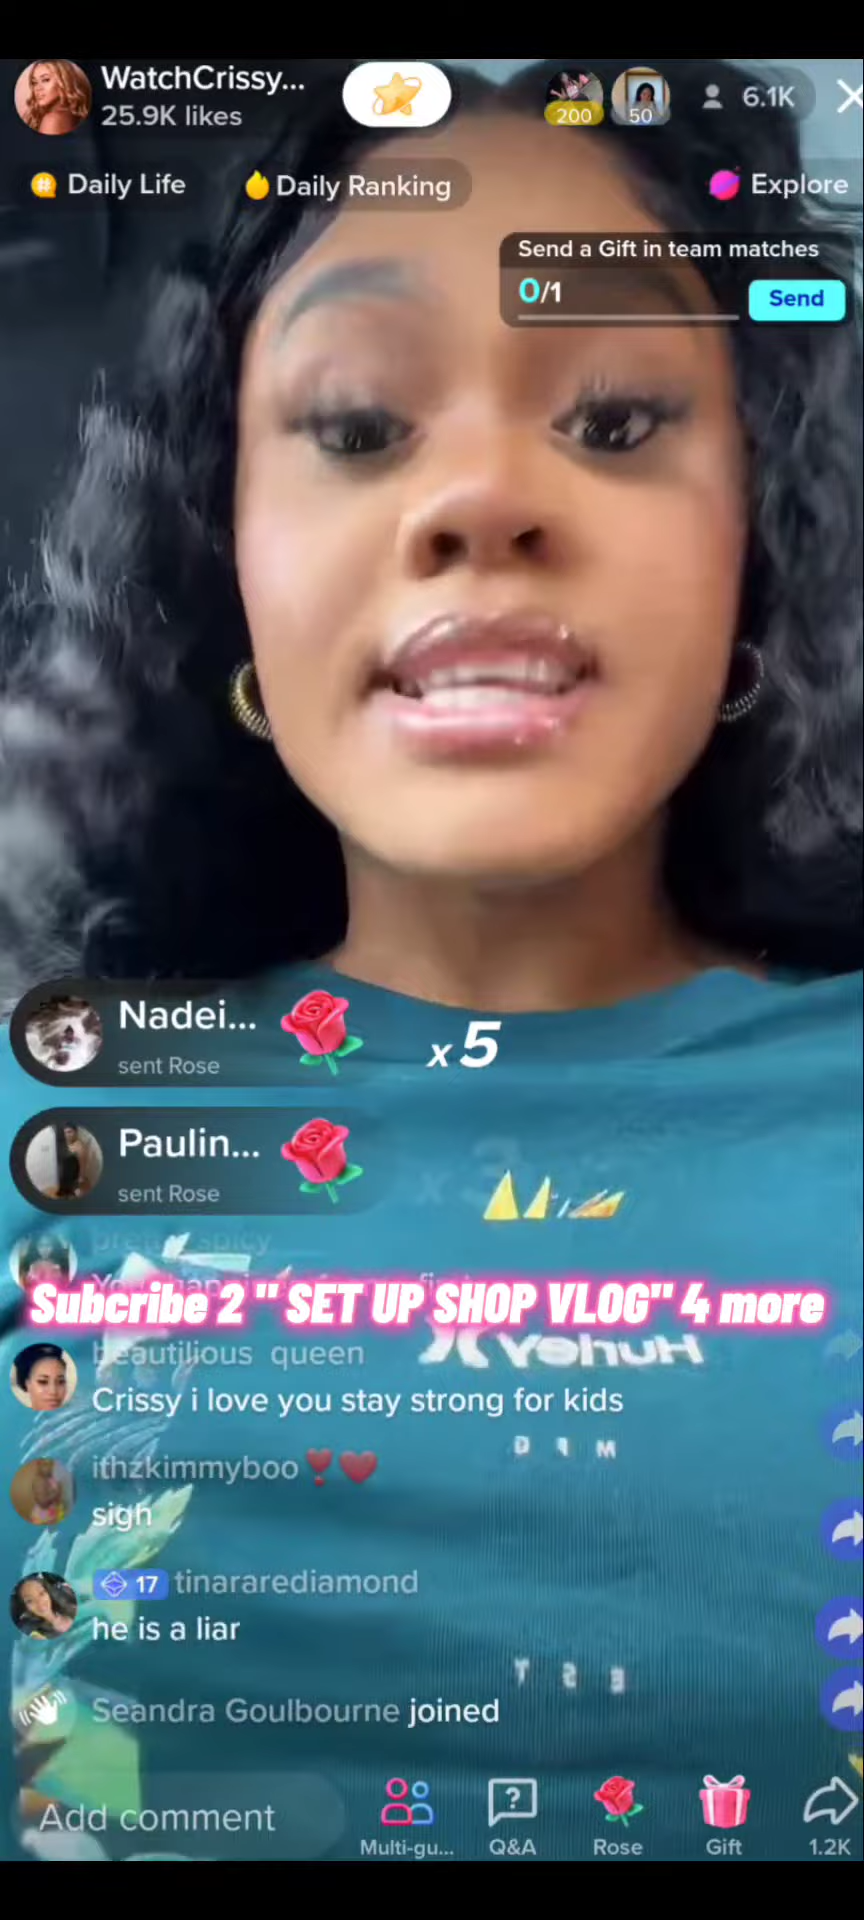 WatchCrissy...
25.9K likes
200
50
6.1K
Daily Life
Daily Ranking
Explore
Send a Gift in team matches
0/1
Send
Nadei...
sent Rose
x5
Paulin...
sent Rose
Subcribe 2 " SET UP SHOP VLOG" 4 more
beautilious queen
Crissy i love you stay strong for kids
ithzkimmyboo
sigh
17 tinararediamond
he is a liar
Seandra Goulbourne joined
Add comment
Multi-gu...
Q&A
Rose
Gift
1.2K